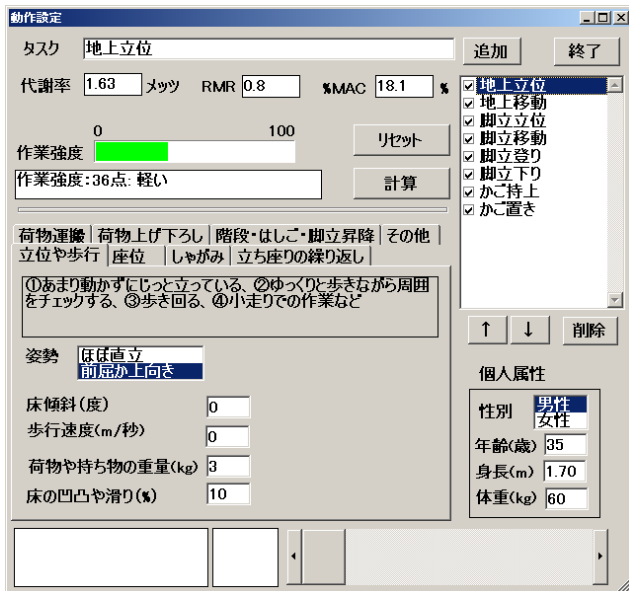 動作設定
タスク 地上立位 追加 終了
代謝率 1.63 メッツ RMR 0.8 %MAC 18.1 %
0 100
作業強度 リセット
作業強度:36点: 軽い 計算
地上立位
地上移動
脚立立位
脚立移動
脚立登り
脚立下り
かご持上
かご置き
荷物運搬 荷物上げ下ろし 階段・はしご・脚立昇降 その他
立位や歩行 座位 しゃがみ 立ち座りの繰り返し
①あまり動かずにじっと立っている、②ゆっくりと歩きながら周囲
をチェックする、③歩き回る、④小走りでの作業など
↑ ↓ 削除
姿勢 ほぼ直立
前屈か上向き
床傾斜(度) 0
歩行速度(m/秒) 0
荷物や持ち物の重量(kg) 3
床の凹凸や滑り(%) 10
個人属性
性別 男性
女性
年齢(歳) 35
身長(m) 1.70
体重(kg) 60